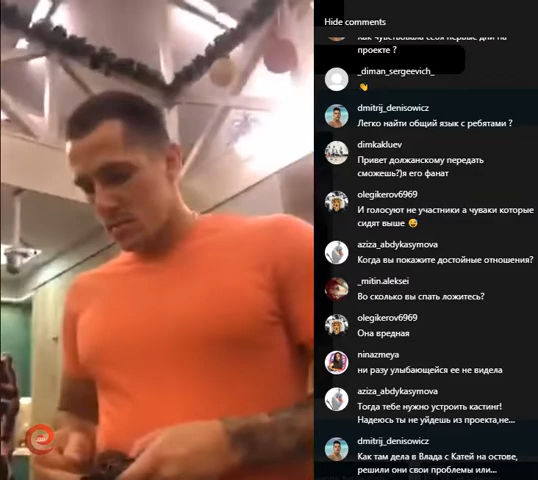 Hide comments
как чувствовала себя первые дни на
проекте ?
_diman_sergeevich_
👏
dmitrij_denisowicz
Легко найти общий язык с ребятами ?
dimkakluev
Привет должанскому передать
сможешь?)я его фанат
olegikerov6969
И голосуют не участники а чуваки которые
сидят выше 😅
aziza_abdykasymova
Когда вы покажите достойные отношения?
_mitin.aleksei
Во сколько вы спать ложитесь?
olegikerov6969
Она вредная
ninazmeya
ни разу улыбающейся ее не видела
aziza_abdykasymova
Тогда тебе нужно устроить кастинг!
Надеюсь ты не уйдешь из проекта,не...
dmitrij_denisowicz
Как там дела в Влада с Катей на остове,
решили они свои проблемы или...